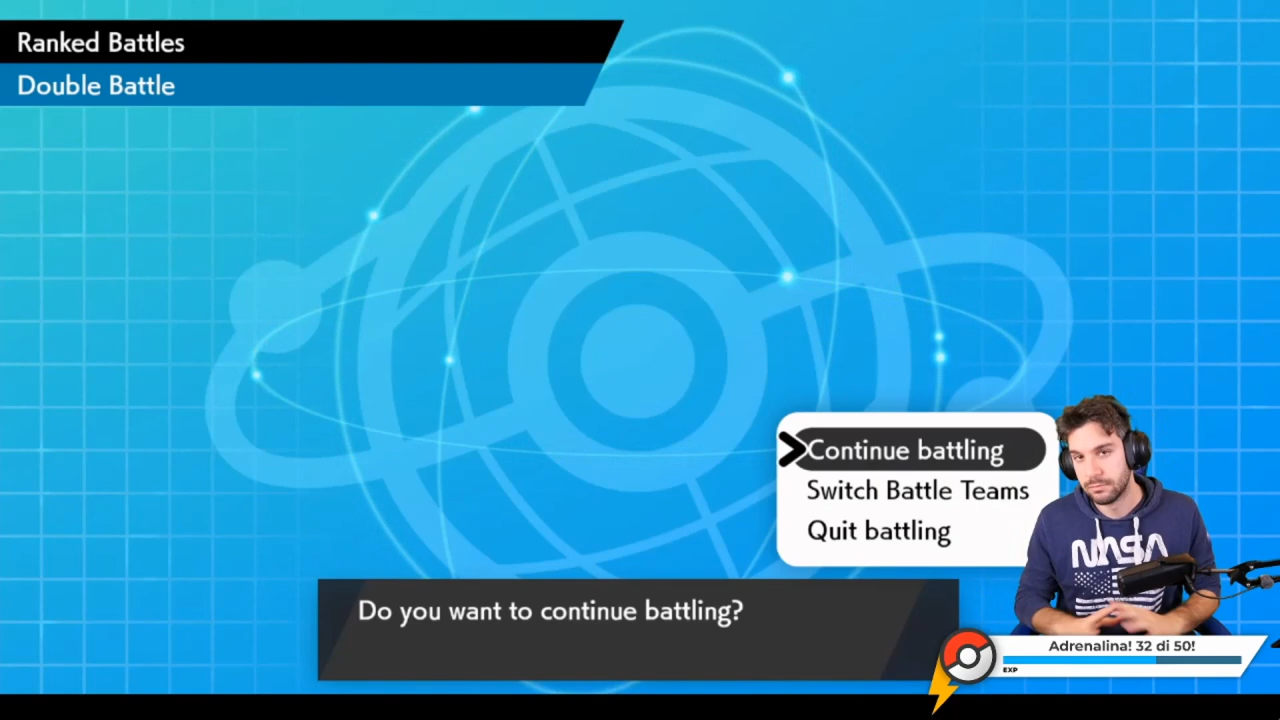 Ranked Battles
Double Battle
Continue battling
Switch Battle Teams
Quit battling
NASA
Do you want to continue battling?
Adrenalina! 32 di 50!
EXP